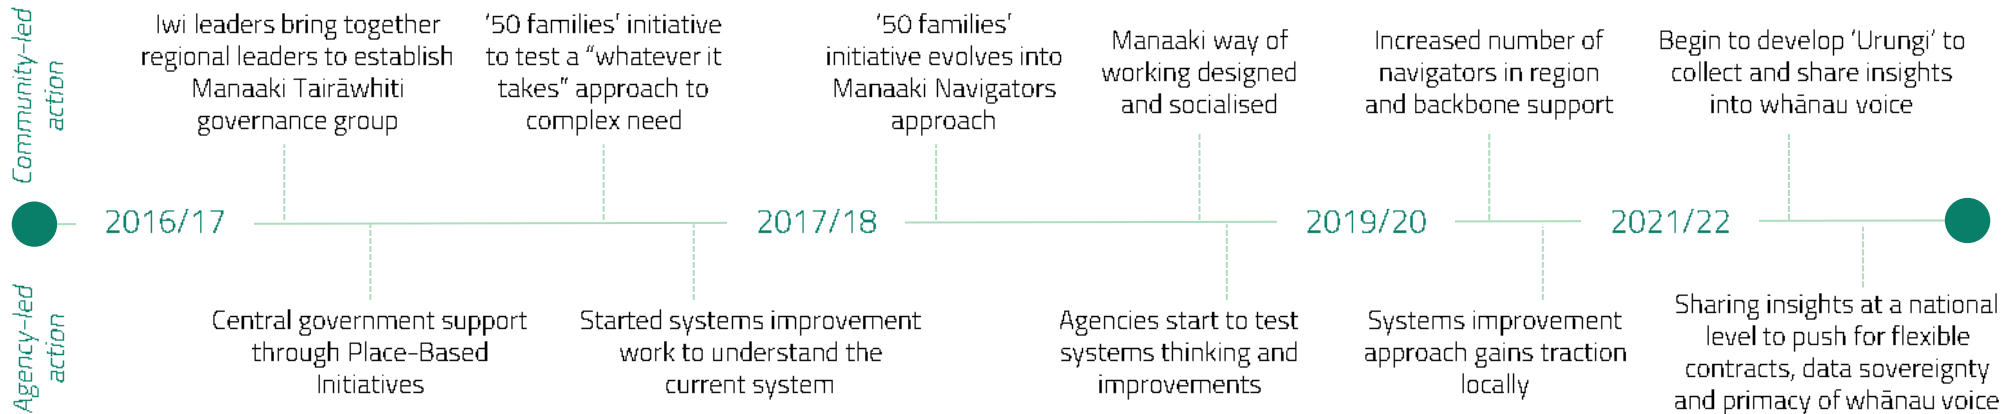 Community-led
action
Iwi leaders bring together
regional leaders to establish
Manaaki Tairāwhiti
governance group
‘50 families’ initiative
to test a “whatever it
takes” approach to
complex need
‘50 families’
initiative evolves into
Manaaki Navigators
approach
Manaaki way of
working designed
and socialised
Increased number of
navigators in region
and backbone support
Begin to develop ‘Urungi’ to
collect and share insights
into whānau voice
2016/17
2017/18
2019/20
2021/22
Agency-led
action
Central government support
through Place-Based
Initiatives
Started systems improvement
work to understand the
current system
Agencies start to test
systems thinking and
improvements
Systems improvement
approach gains traction
locally
Sharing insights at a national
level to push for flexible
contracts, data sovereignty
and primacy of whānau voice